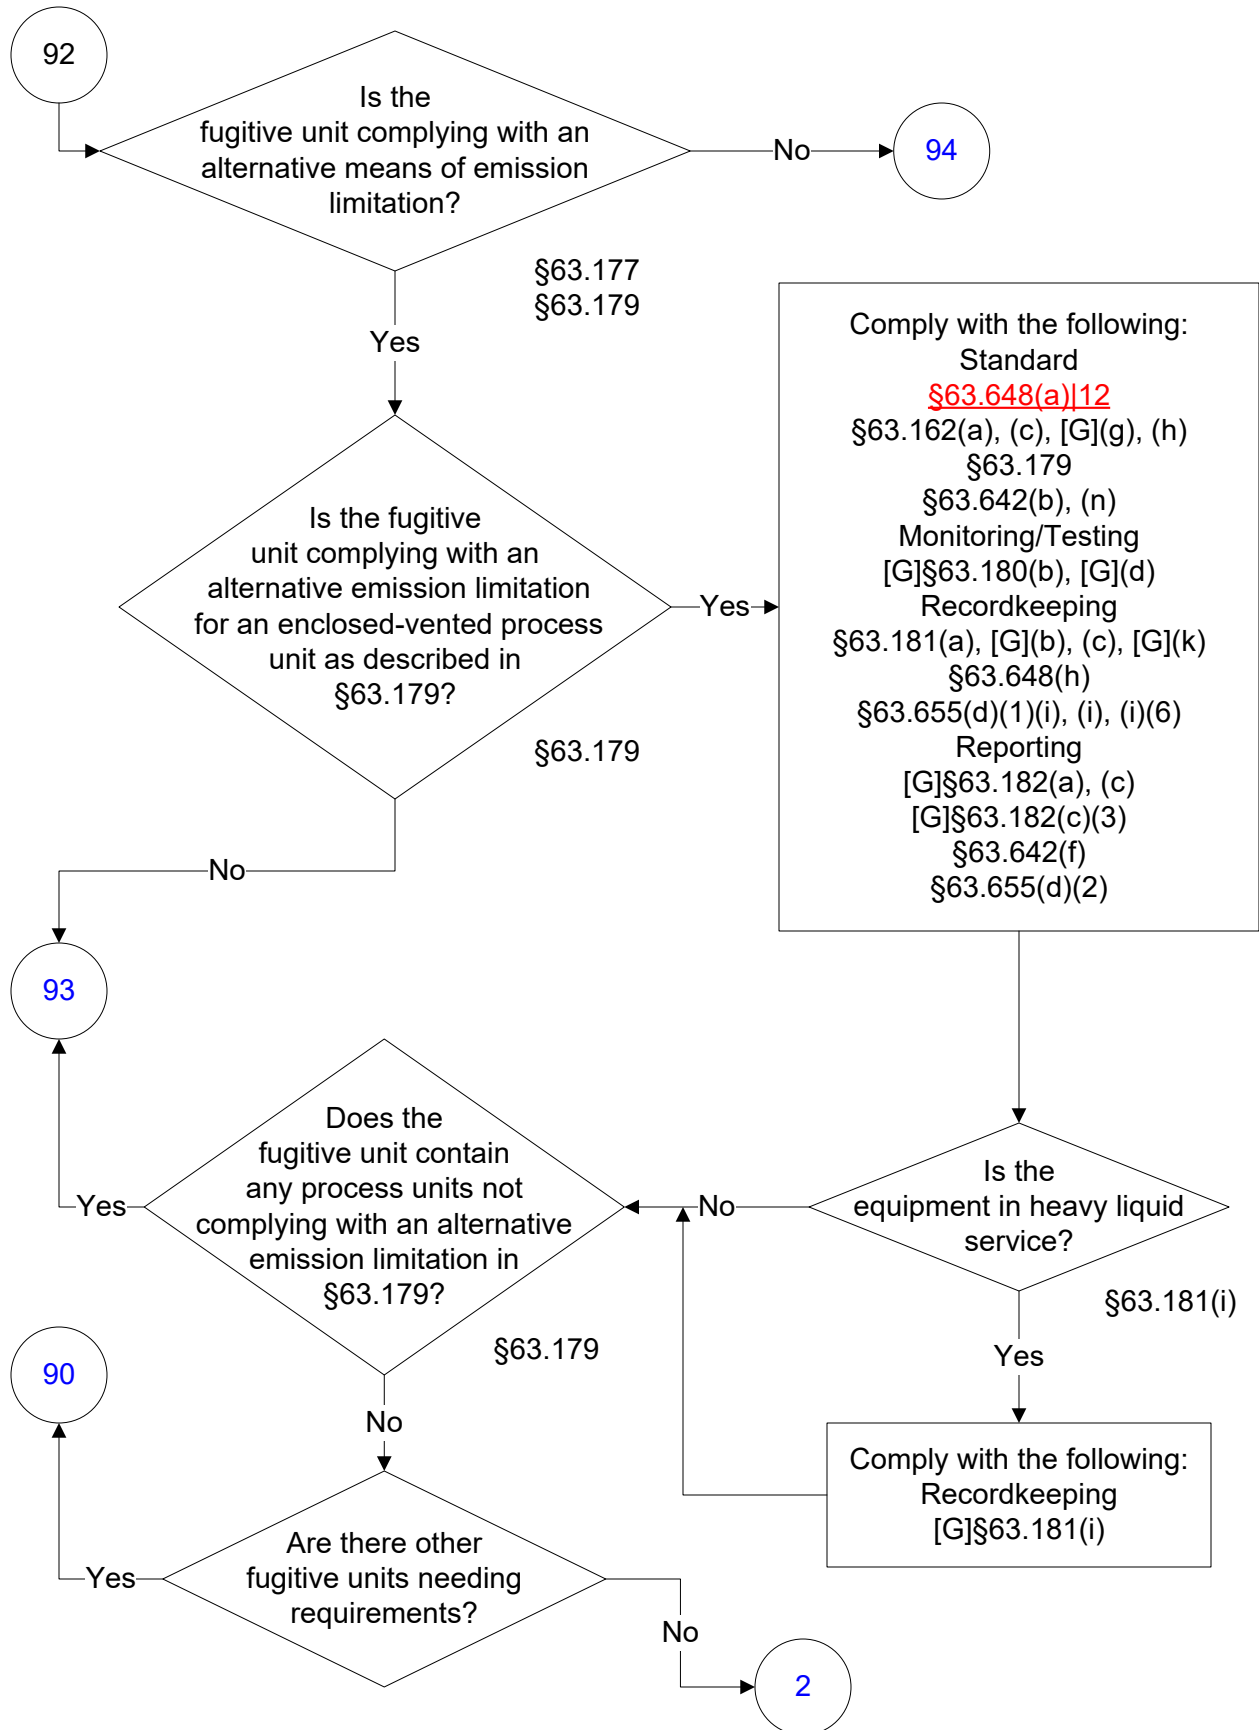 92
Is the
fugitive unit complying with an
alternative means of emission
limitation?
No
94
§63.177
§63.179
Yes
Is the fugitive
unit complying with an
alternative emission limitation
for an enclosed-vented process
unit as described in
§63.179?
Yes
§63.179
No
Comply with the following:
Standard
§63.648(a)|12
§63.162(a), (c), [G](g), (h)
§63.179
§63.642(b), (n)
Monitoring/Testing
[G]§63.180(b), [G](d)
Recordkeeping
§63.181(a), [G](b), (c), [G](k)
§63.648(h)
§63.655(d)(1)(i), (i), (i)(6)
Reporting
[G]§63.182(a), (c)
[G]§63.182(c)(3)
§63.642(f)
§63.655(d)(2)
93
Is the
equipment in heavy liquid
service?
No
§63.181(i)
Yes
Comply with the following:
Recordkeeping
[G]§63.181(i)
Does the
fugitive unit contain
any process units not
complying with an alternative
emission limitation in
§63.179?
Yes
§63.179
No
90
Are there other
fugitive units needing
requirements?
Yes
No
2